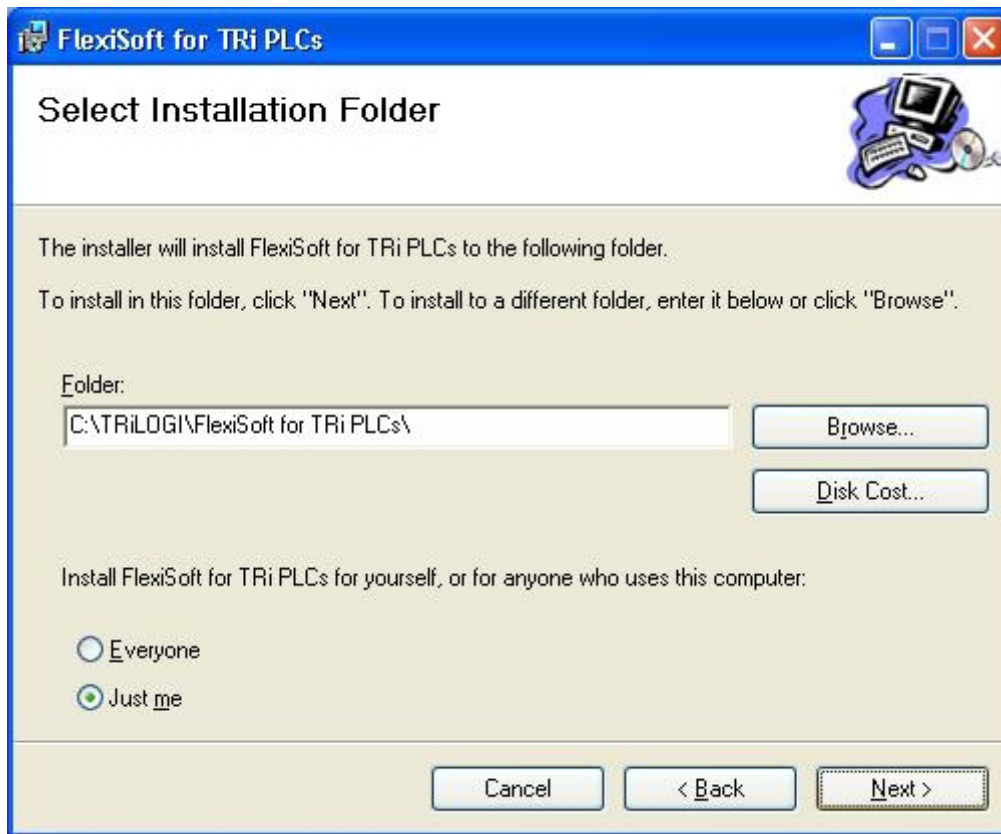 FlexiSoft for TRi PLCs
Select Installation Folder
The installer will install FlexiSoft for TRi PLCs to the following folder.
To install in this folder, click "Next". To install to a different folder, enter it below or click "Browse".
Folder:
C:\TRiLOGI\FlexiSoft for TRi PLCs\
Browse...
Disk Cost...
Install FlexiSoft for TRi PLCs for yourself, or for anyone who uses this computer:
Everyone
Just me
Cancel
< Back
Next >